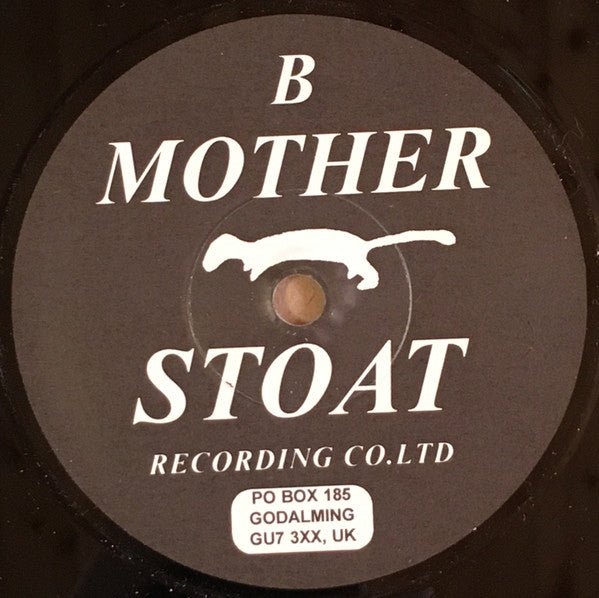 B
MOTHER
STOAT
RECORDING CO.LTD
PO BOX 185
GODALMING
GU7 3XX, UK